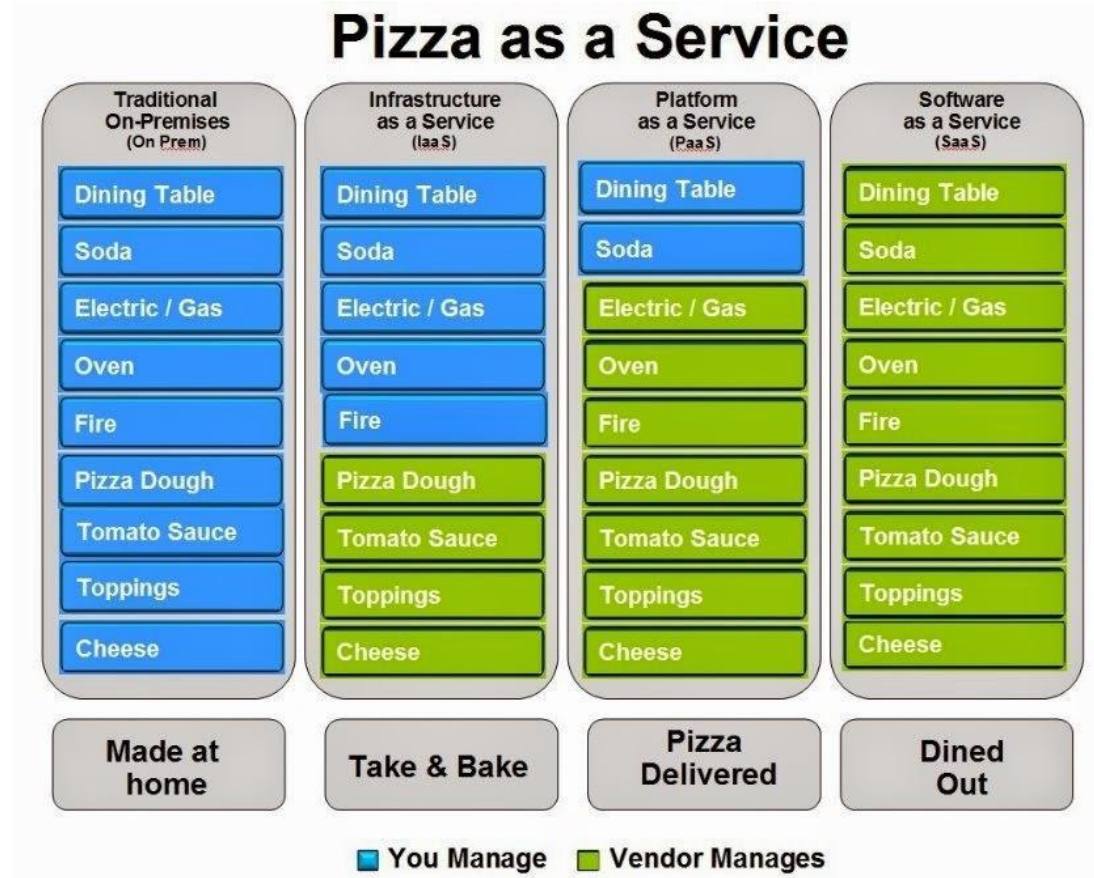 Pizza as a Service
Traditional
On-Premises
(On Prem)
Dining Table
Soda
Electric / Gas
Oven
Fire
Pizza Dough
Tomato Sauce
Toppings
Cheese
Made at
home
Infrastructure
as a Service
(IaaS)
Dining Table
Soda
Electric / Gas
Oven
Fire
Pizza Dough
Tomato Sauce
Toppings
Cheese
Take & Bake
Platform
as a Service
(PaaS)
Dining Table
Soda
Electric / Gas
Oven
Fire
Pizza Dough
Tomato Sauce
Toppings
Cheese
Pizza
Delivered
Software
as a Service
(SaaS)
Dining Table
Soda
Electric / Gas
Oven
Fire
Pizza Dough
Tomato Sauce
Toppings
Cheese
Dined
Out
You Manage
Vendor Manages